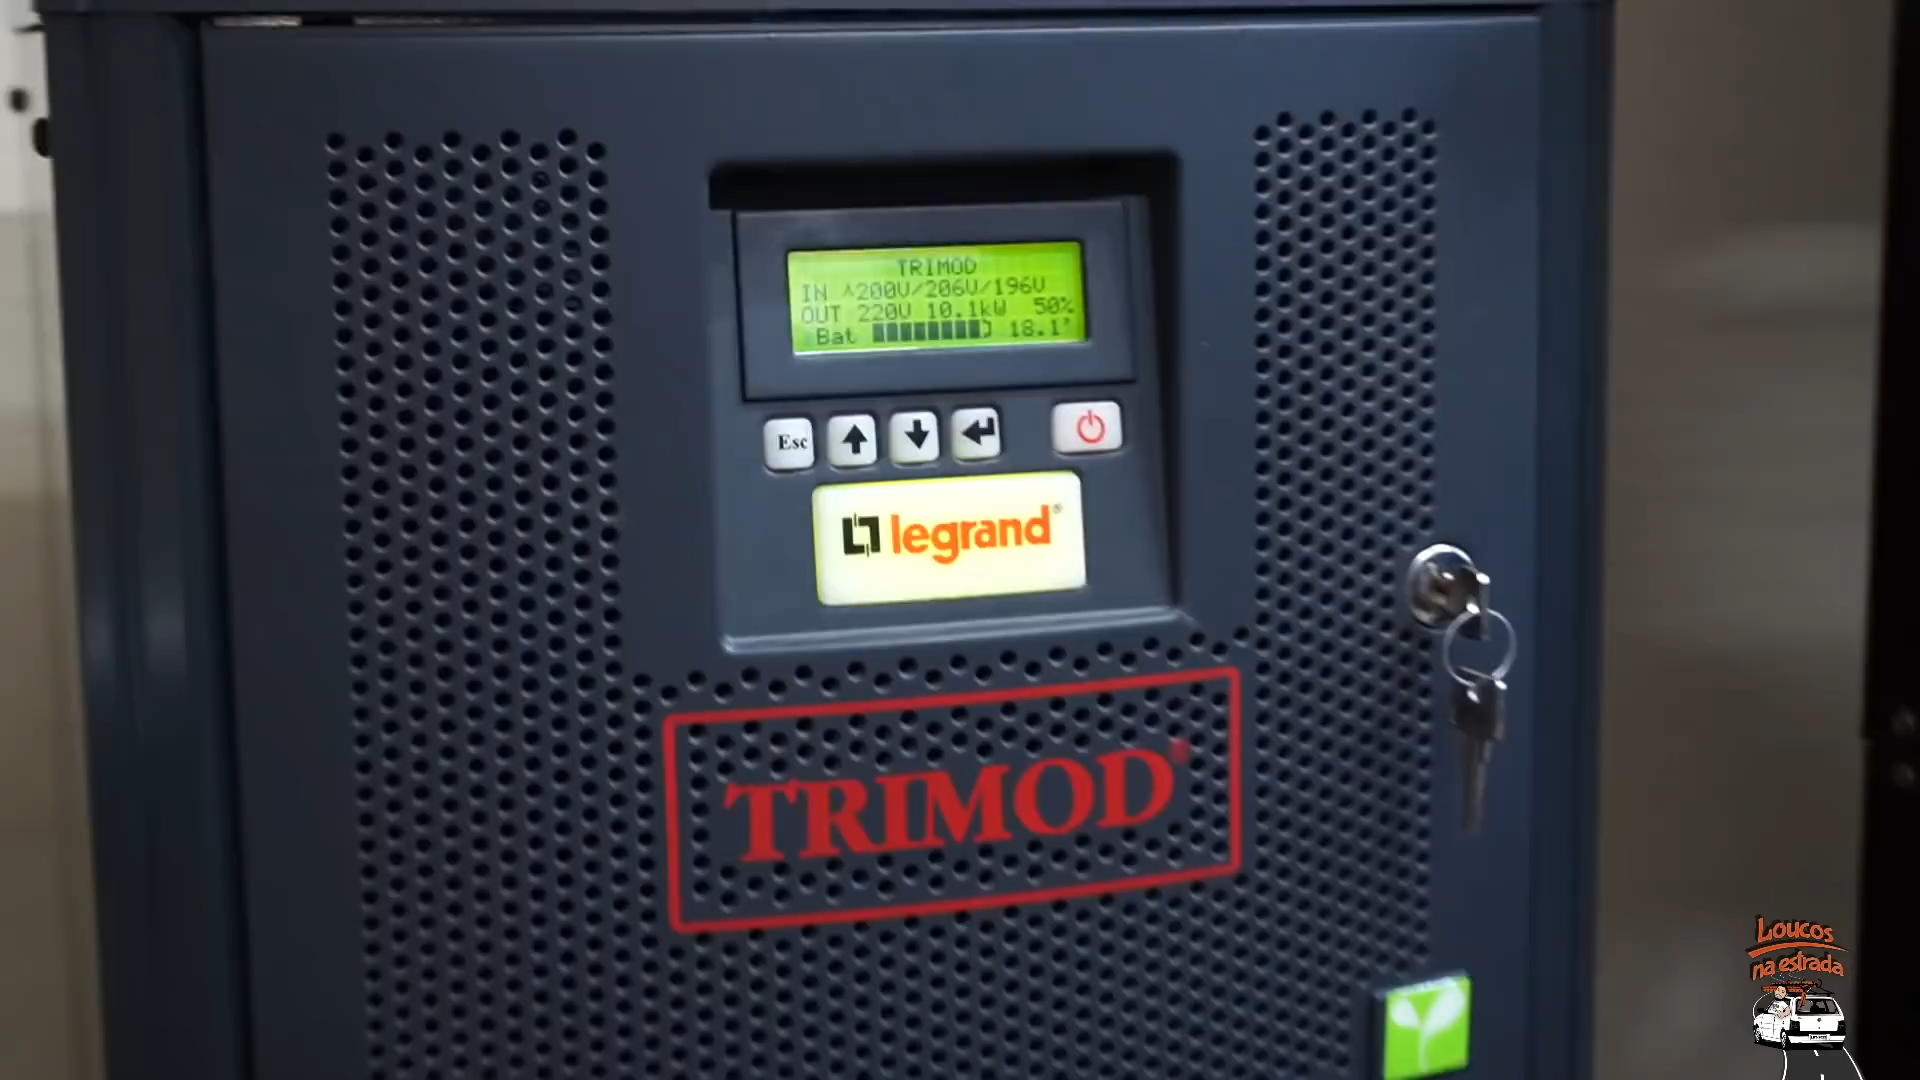 TRIMOD
IN ⅄200V/206V/196V
OUT 220V 10.1kW 50%
Bat 18.1'
Esc
legrand®
TRIMOD®
Loucos
na estrada